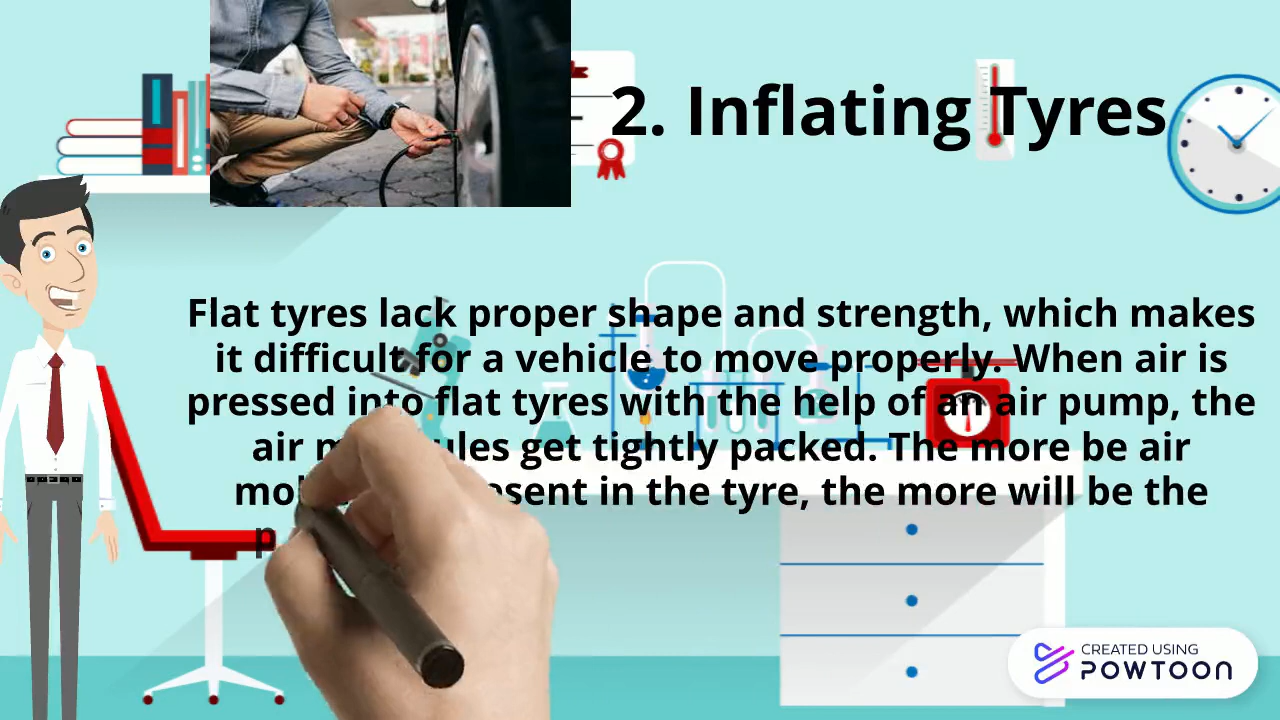 2. Inflating Tyres
Flat tyres lack proper shape and strength, which makes
it difficult for a vehicle to move properly. When air is
pressed into flat tyres with the help of an air pump, the
air get tightly packed. The more be air
in the tyre, the more will be the
CREATED USING
POWTOON